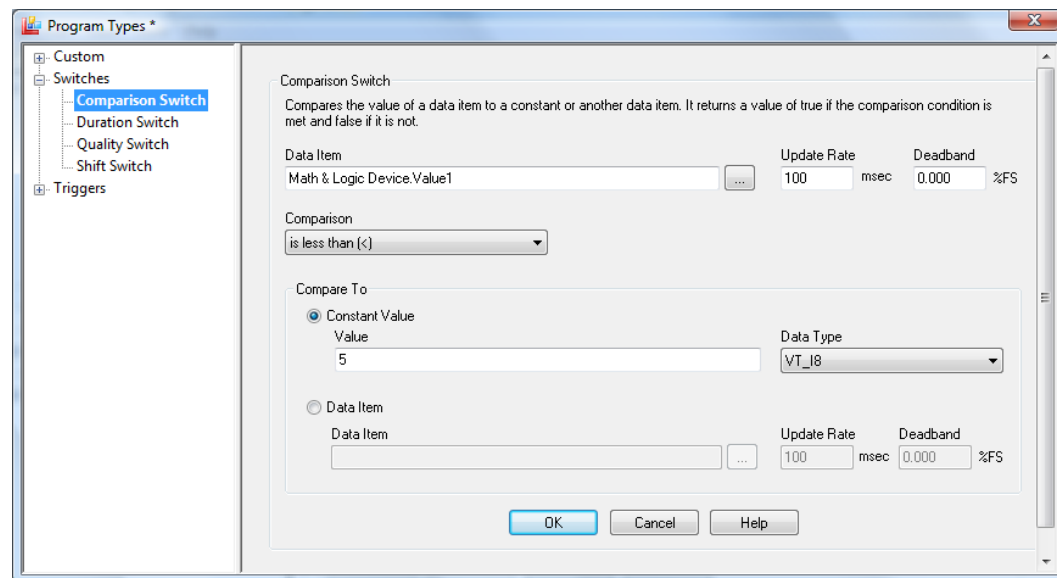 Program Types *
Custom
Switches
Comparison Switch
Duration Switch
Quality Switch
Shift Switch
Triggers
Comparison Switch
Compares the value of a data item to a constant or another data item. It returns a value of true if the comparison condition is
met and false if it is not.
Data Item Update Rate Deadband
Math & Logic Device.Value1 ... 100 msec 0.000 %FS
Comparison
is less than (<)
Compare To
Constant Value
Value Data Type
5 VT_I8
Data Item
Data Item Update Rate Deadband
... 100 msec 0.000 %FS
OK Cancel Help